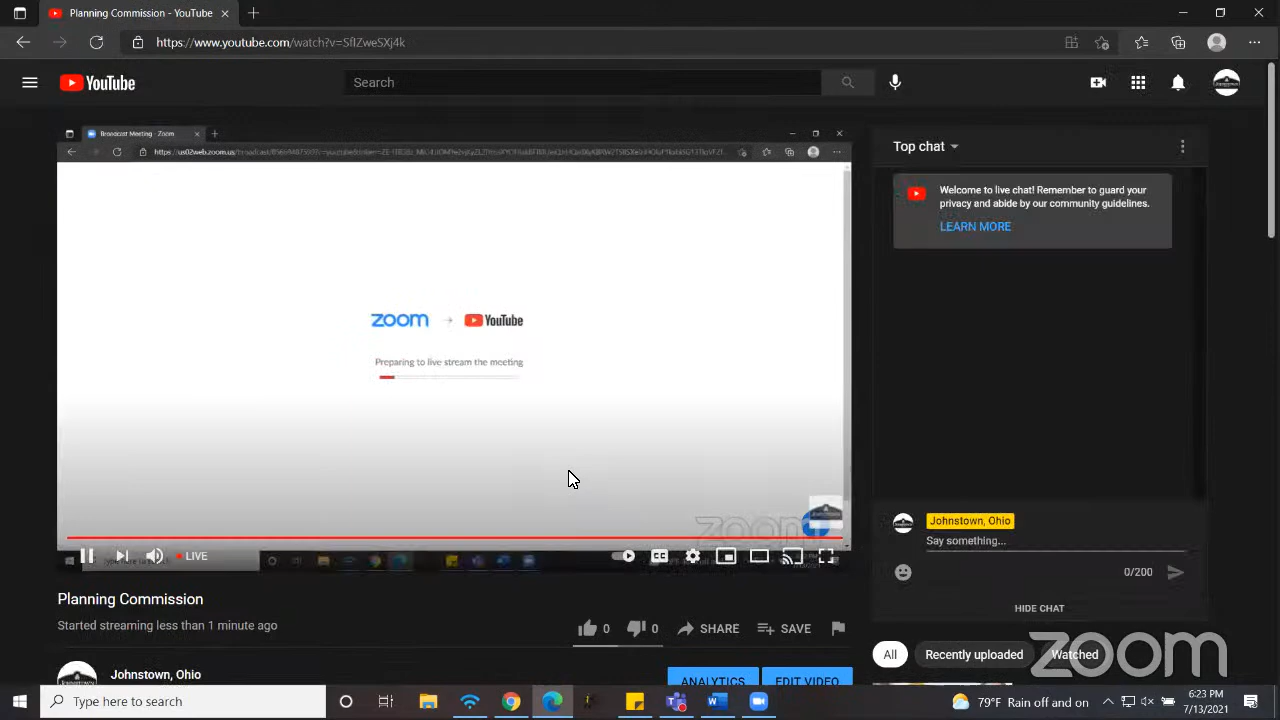 Planning Commission - YouTube
https://www.youtube.com/watch?v=SfIZweSXj4k
YouTube
Search
Broadcast Meeting - Zoom
zoom → YouTube
Preparing to live stream the meeting
zoom
LIVE
CC
Top chat
Welcome to live chat! Remember to guard your
privacy and abide by our community guidelines.
LEARN MORE
Johnstown, Ohio
Say something...
0/200
HIDE CHAT
Planning Commission
Started streaming less than 1 minute ago
0
0
SHARE
SAVE
Johnstown, Ohio
ANALYTICS
EDIT VIDEO
All
Recently uploaded
Watched
zoom
Type here to search
79°F Rain off and on
6:23 PM
7/13/2021